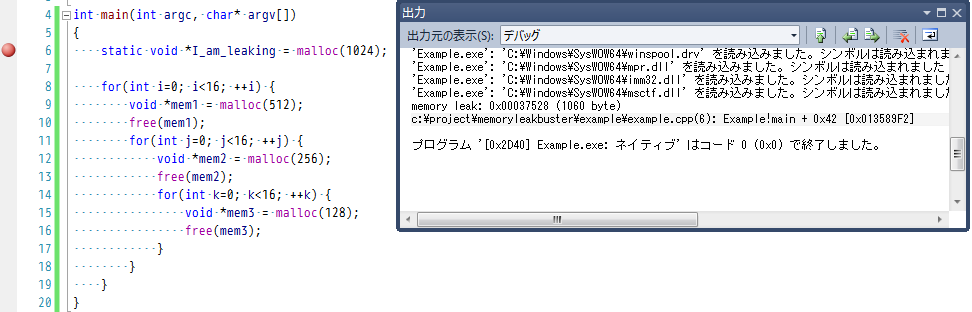 4 int main(int argc, char* argv[])
5 {
6 static void *I_am_leaking = malloc(1024);
7
8 for(int i=0; i<16; ++i) {
9 void *mem1 = malloc(512);
10 free(mem1);
11 for(int j=0; j<16; ++j) {
12 void *mem2 = malloc(256);
13 free(mem2);
14 for(int k=0; k<16; ++k) {
15 void *mem3 = malloc(128);
16 free(mem3);
17 }
18 }
19 }
20 }
出力
出力元の表示(S): デバッグ
'Example.exe': 'C:¥Windows¥SysWOW64¥winspool.drv' を読み込みました。シンボルは読み込まれま
'Example.exe': 'C:¥Windows¥SysWOW64¥mpr.dll' を読み込みました。シンボルは読み込まれました
'Example.exe': 'C:¥Windows¥SysWOW64¥imm32.dll' を読み込みました。シンボルは読み込まれまし
'Example.exe': 'C:¥Windows¥SysWOW64¥msctf.dll' を読み込みました。シンボルは読み込まれまし
memory leak: 0x00037528 (1060 byte)
c:¥project¥memoryleakbuster¥example¥example.cpp(6): Example!main + 0x42 [0x013589F2]
プログラム '[0x2D40] Example.exe: ネイティブ' はコード 0 (0x0) で終了しました。